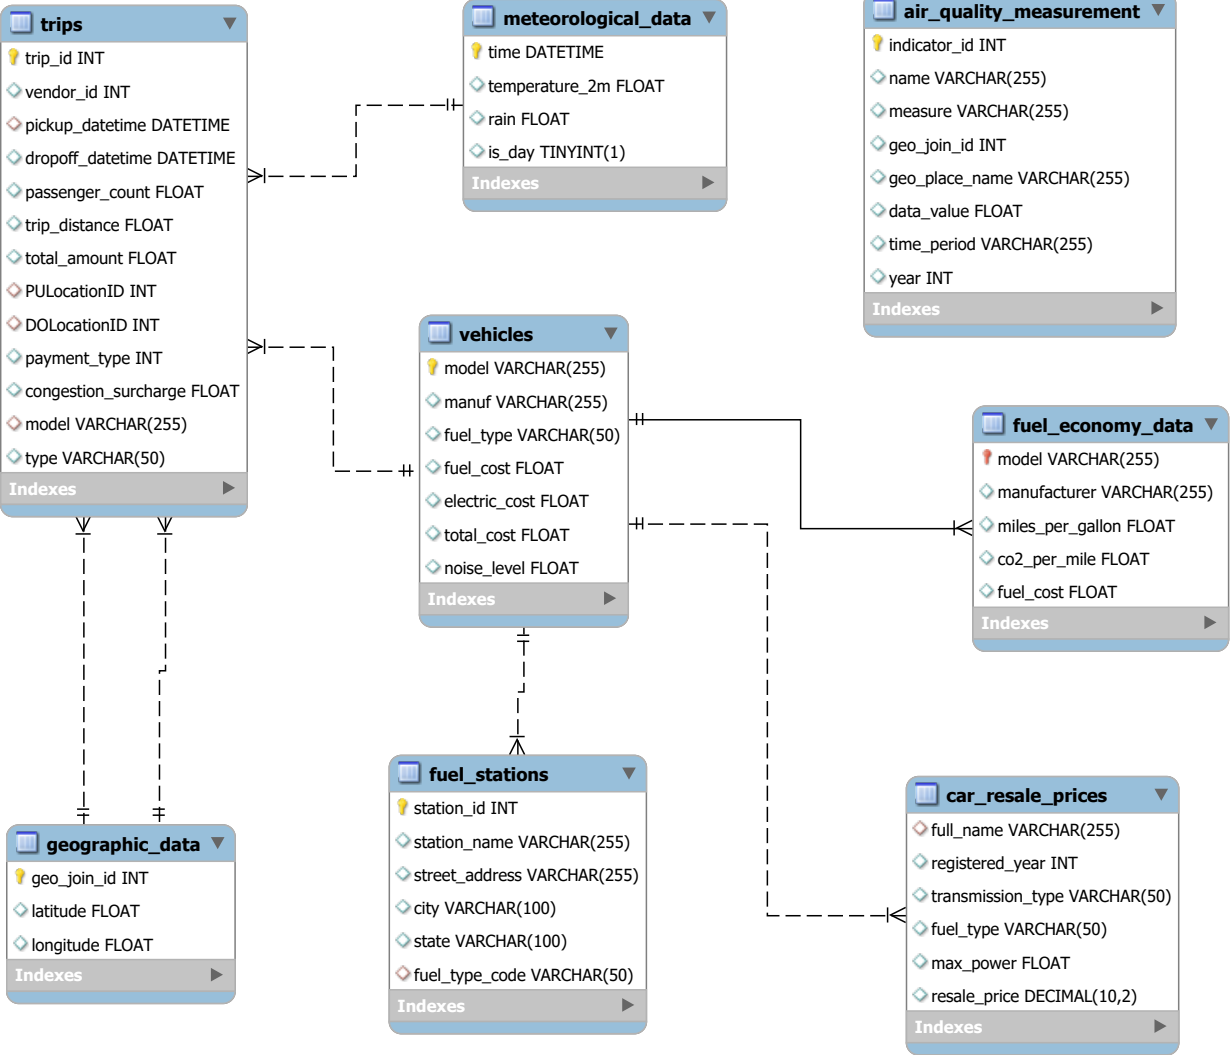 trips
trip_id INT
vendor_id INT
pickup_datetime DATETIME
dropoff_datetime DATETIME
passenger_count FLOAT
trip_distance FLOAT
total_amount FLOAT
PULocationID INT
DOLocationID INT
payment_type INT
congestion_surcharge FLOAT
model VARCHAR(255)
type VARCHAR(50)
Indexes
meteorological_data
time DATETIME
temperature_2m FLOAT
rain FLOAT
is_day TINYINT(1)
Indexes
air_quality_measurement
indicator_id INT
name VARCHAR(255)
measure VARCHAR(255)
geo_join_id INT
geo_place_name VARCHAR(255)
data_value FLOAT
time_period VARCHAR(255)
year INT
Indexes
vehicles
model VARCHAR(255)
manuf VARCHAR(255)
fuel_type VARCHAR(50)
fuel_cost FLOAT
electric_cost FLOAT
total_cost FLOAT
noise_level FLOAT
Indexes
fuel_economy_data
model VARCHAR(255)
manufacturer VARCHAR(255)
miles_per_gallon FLOAT
co2_per_mile FLOAT
fuel_cost FLOAT
Indexes
geographic_data
geo_join_id INT
latitude FLOAT
longitude FLOAT
Indexes
fuel_stations
station_id INT
station_name VARCHAR(255)
street_address VARCHAR(255)
city VARCHAR(100)
state VARCHAR(100)
fuel_type_code VARCHAR(50)
Indexes
car_resale_prices
full_name VARCHAR(255)
registered_year INT
transmission_type VARCHAR(50)
fuel_type VARCHAR(50)
max_power FLOAT
resale_price DECIMAL(10,2)
Indexes